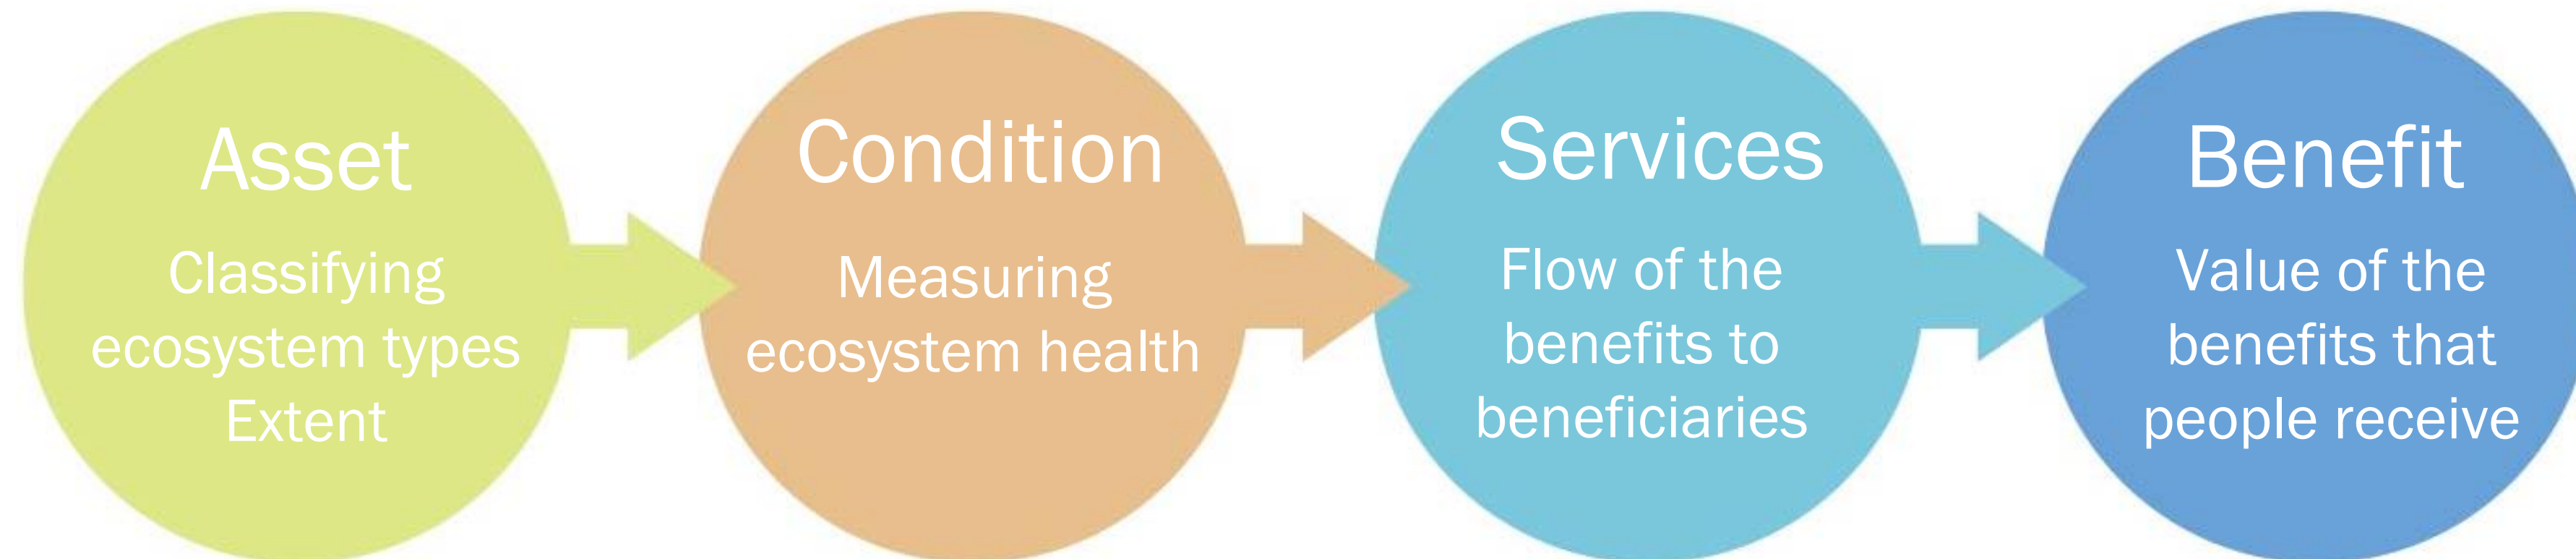 Asset
Classifying
ecosystem types
Extent
Condition
Measuring
ecosystem health
Services
Flow of the
benefits to
beneficiaries
Benefit
Value of the
benefits that
people receive